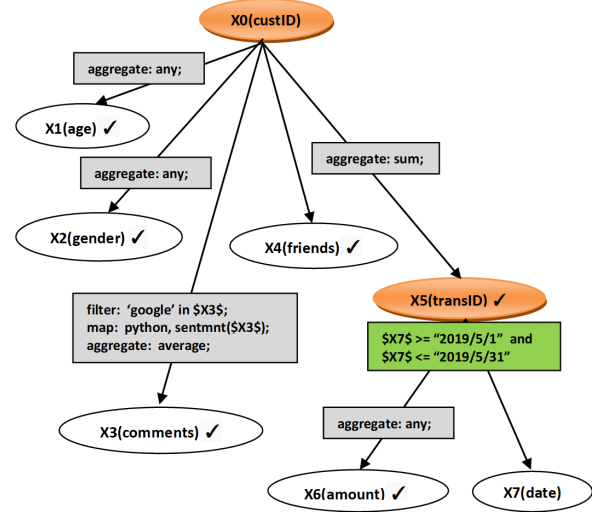 X0(custID)
aggregate: any;
X1(age) ✓
aggregate: any;
aggregate: sum;
X2(gender) ✓
X4(friends) ✓
filter: ‘google’ in $X3$;
map: python, sentmnt($X3$);
aggregate: average;
X5(transID) ✓
$X7$ >= “2019/5/1” and
$X7$ <= “2019/5/31”
X3(comments) ✓
aggregate: any;
X6(amount) ✓
X7(date)